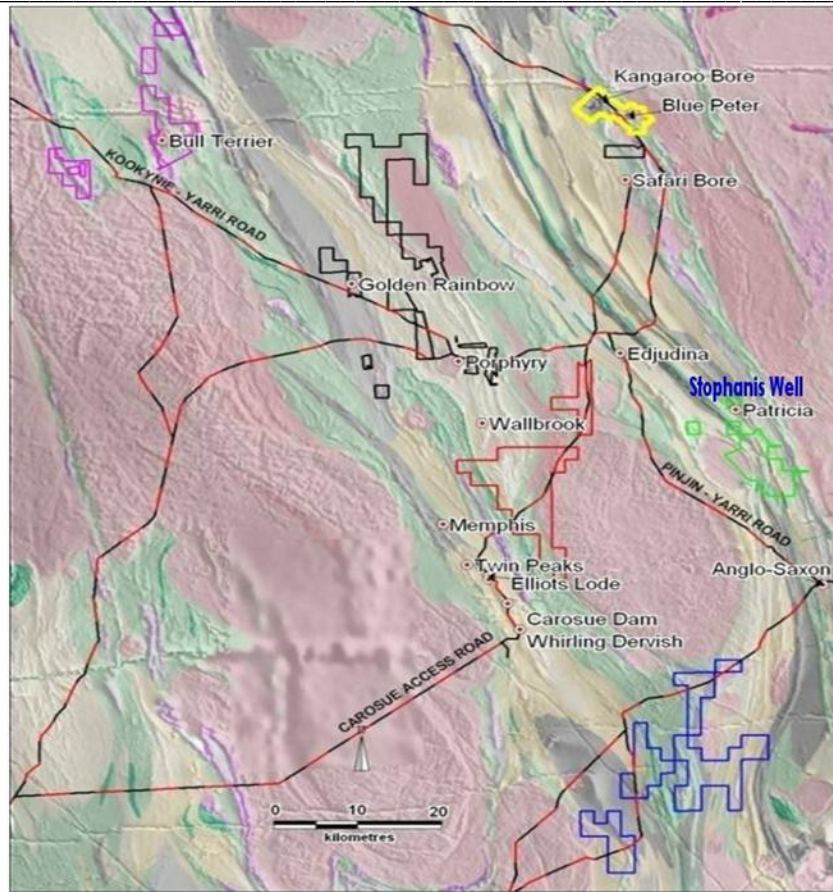 Kangaroo Bore
Blue Peter
Bull Terrier
KOOKYNIE - YARRI ROAD
Safari Bore
Golden Rainbow
Porphyry
Edjudina
Stophanis Well
Patricia
Wallbrook
PINJIN - YARRI ROAD
Memphis
Twin Peaks
Elliots Lode
Anglo-Saxon
Carosue Dam
Whirling Dervish
CAROSUE ACCESS ROAD
0 10 20
kilometres